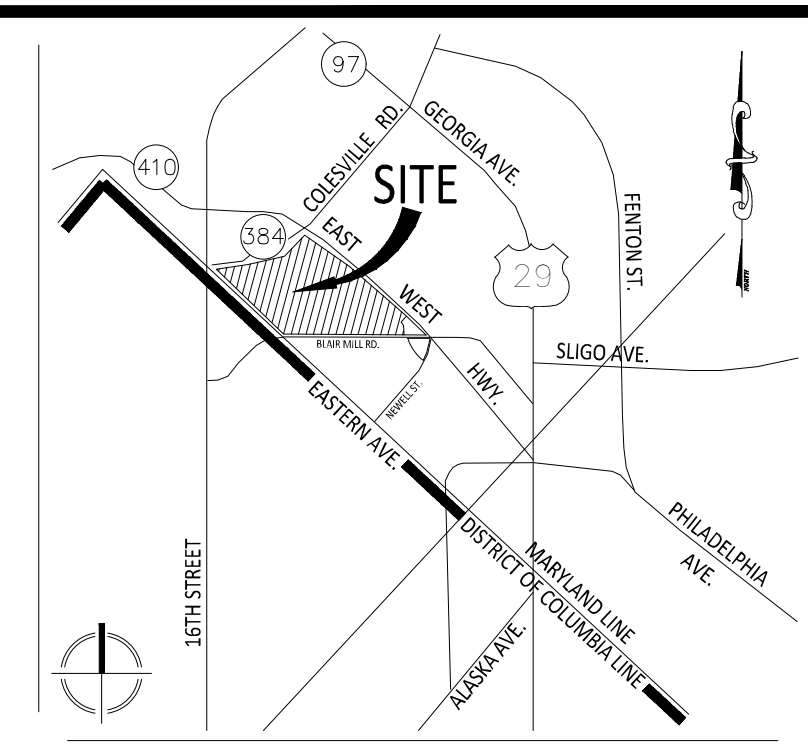 97
COLESVILLE RD.
GEORGIA AVE.
410
SITE
FENTON ST.
384
EAST
WEST
HWY.
29
NORTH
BLAIR MILL RD.
SLIGO AVE.
NEWELL ST.
EASTERN AVE.
16TH STREET
PHILADELPHIA
AVE.
MARYLAND LINE
DISTRICT OF COLUMBIA LINE
ALASKA AVE.